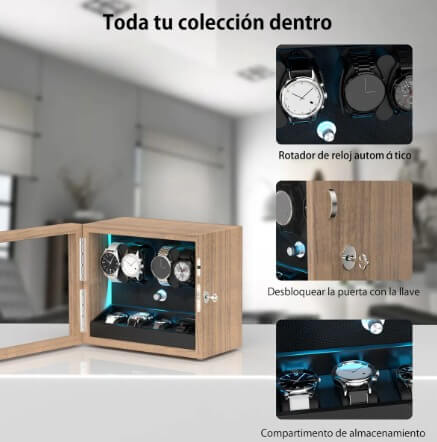 Toda tu colección dentro
Rotador de reloj autom á tico
Desbloquear la puerta con la llave
Compartimento de almacenamiento